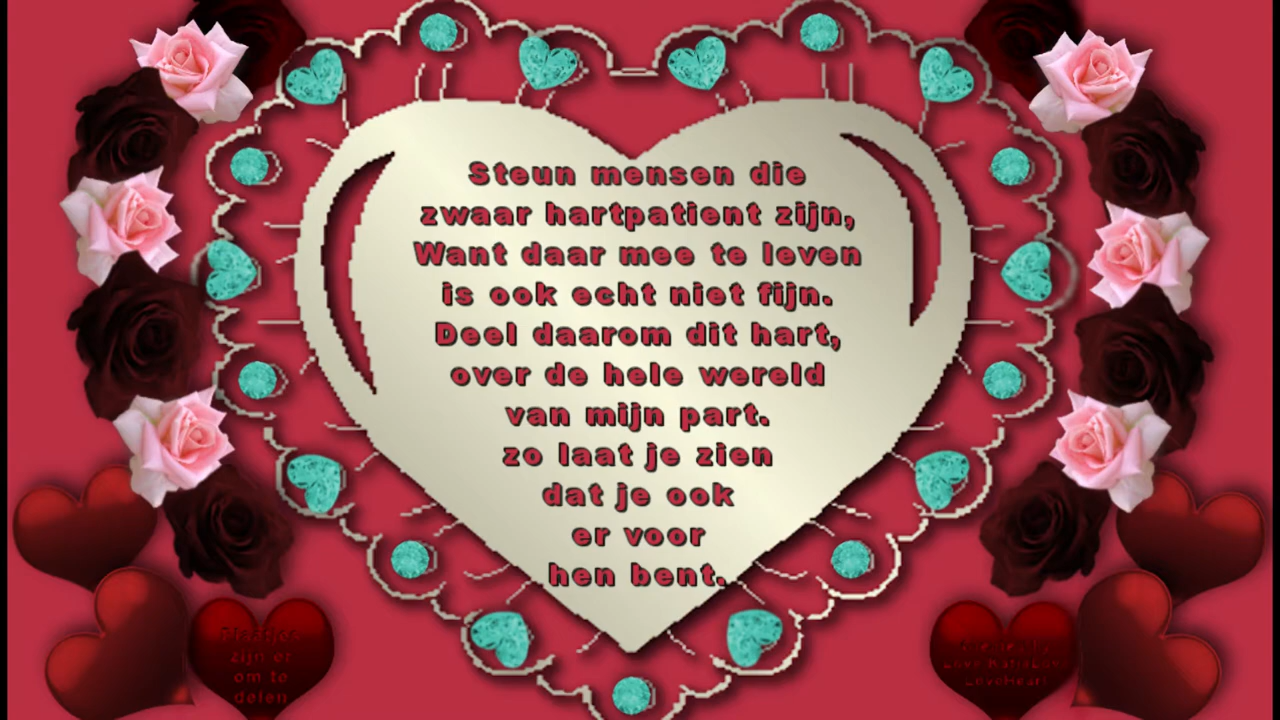 Steun mensen die
zwaar hartpatient zijn,
Want daar mee te leven
is ook echt niet fijn.
Deel daarom dit hart,
over de hele wereld
van mijn part.
zo laat je zien
dat je ook
er voor
hen bent.
Plaatjes
zijn er
om te
delen
LoveHeart